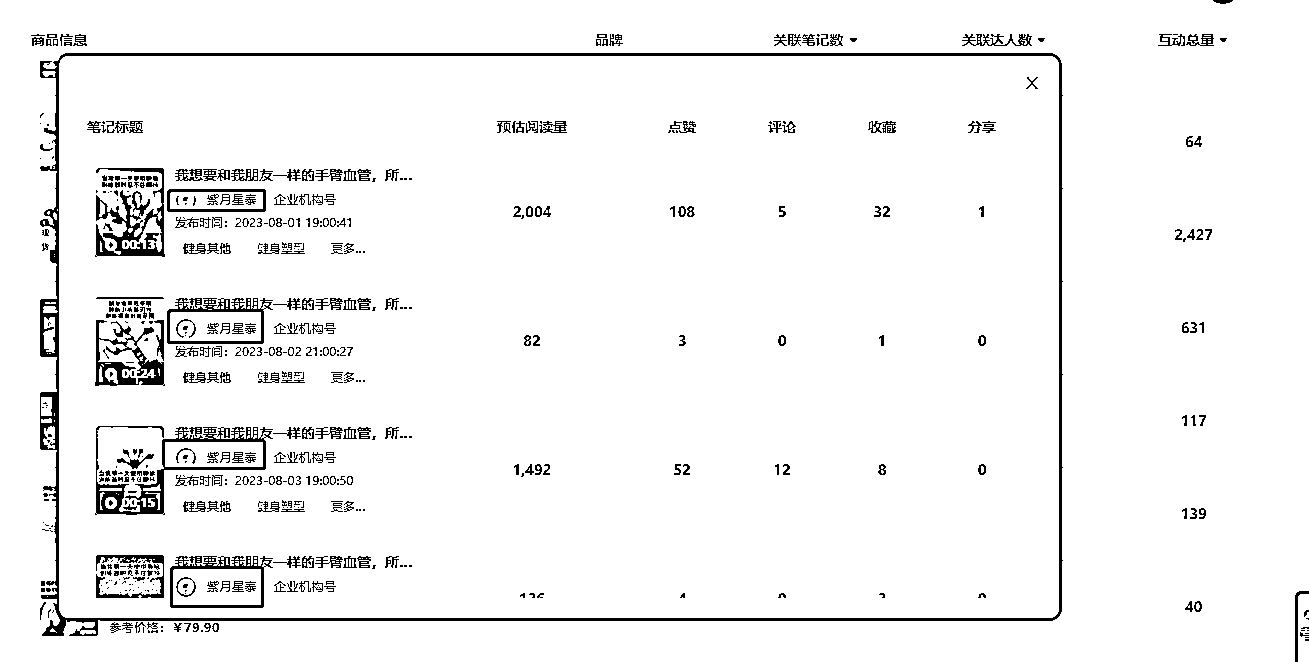 商品信息 品牌 关联笔记数 关联达人数 互动总量
笔记标题 预估阅读量 点赞 评论 收藏 分享
我想要和我朋友一样的手臂血管，所...
紫月星泰 企业机构号
发布时间：2023-08-01 19:00:41
健身其他 健身塑型 更多...
00:13
2,004 108 5 32 1
我想要和我朋友一样的手臂血管，所...
紫月星泰 企业机构号
发布时间：2023-08-02 21:00:27
健身其他 健身塑型 更多...
00:24
82 3 0 1 0
我想要和我朋友一样的手臂血管，所...
紫月星泰 企业机构号
发布时间：2023-08-03 19:00:50
健身其他 健身塑型 更多...
00:15
1,492 52 12 8 0
我想要和我朋友一样的手臂血管，所...
紫月星泰 企业机构号
64
2,427
631
117
139
40
参考价格：￥79.90